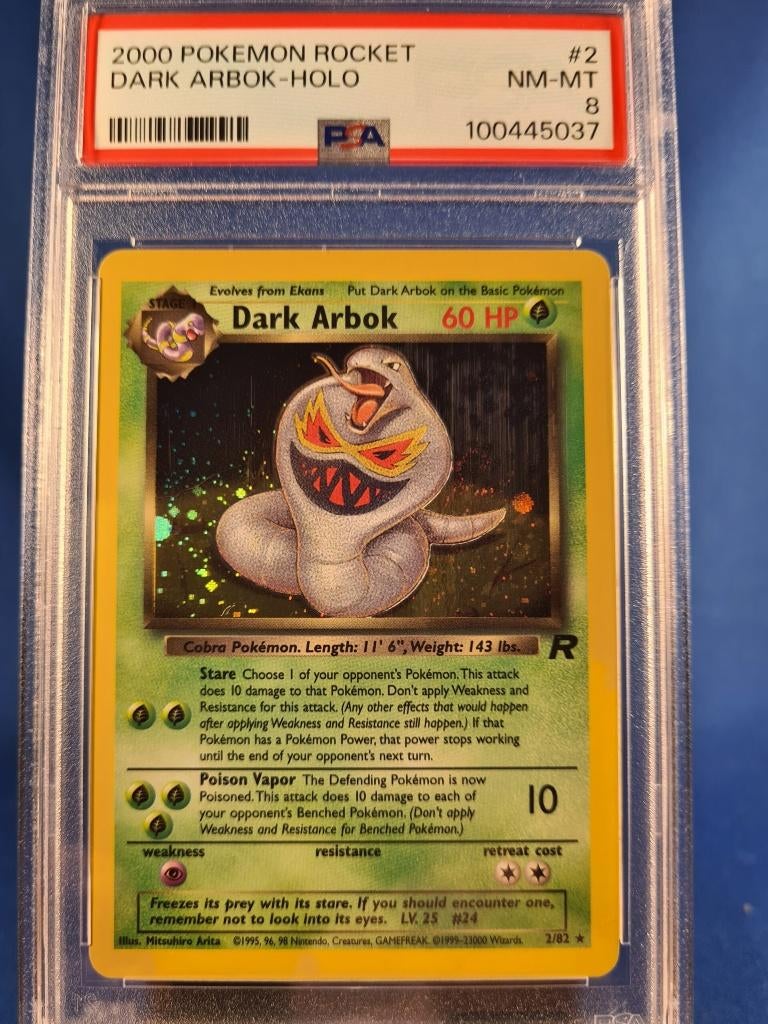 2000 POKEMON ROCKET #2
DARK ARBOK-HOLO NM-MT
8
PSA 100445037
Evolves from Ekans Put Dark Arbok on the Basic Pokémon
STAGE 1
Dark Arbok 60 HP
Cobra Pokémon. Length: 11' 6", Weight: 143 lbs.
R
Stare Choose 1 of your opponent's Pokémon. This attack
does 10 damage to that Pokémon. Don't apply Weakness and
Resistance for this attack. (Any other effects that would happen
after applying Weakness and Resistance still happen.) If that
Pokémon has a Pokémon Power, that power stops working
until the end of your opponent's next turn.
Poison Vapor The Defending Pokémon is now
Poisoned. This attack does 10 damage to each of
your opponent's Benched Pokémon. (Don't apply
Weakness and Resistance for Benched Pokémon.)
10
weakness resistance retreat cost
Freezes its prey with its stare. If you should encounter one,
remember not to look into its eyes. LV. 25 #24
Illus. Mitsuhiro Arita ©1995, 96, 98 Nintendo, Creatures, GAMEFREAK. ©1999-23000 Wizards. 2/82 ★
PSA